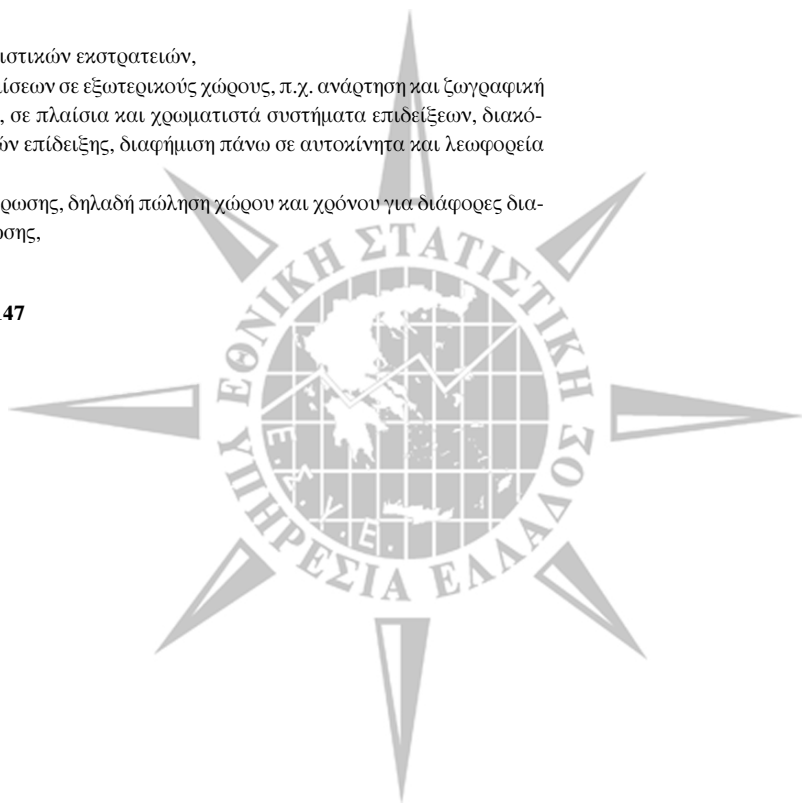 ιστικών εκστρατειών,
ίσεων σε εξωτερικούς χώρους, π.χ. ανάρτηση και ζωγραφική
, σε πλαίσια και χρωματιστά συστήματα επιδείξεων, διακό-
ών επίδειξης, διαφήμιση πάνω σε αυτοκίνητα και λεωφορεία
ρωσης, δηλαδή πώληση χώρου και χρόνου για διάφορες δια-
ωσης,
147
ΕΘΝΙΚΗ ΣΤΑΤΙΣΤΙΚΗ
ΥΠΗΡΕΣΙΑ ΕΛΛΑΔΟΣ
Ε.Σ.Υ.Ε.